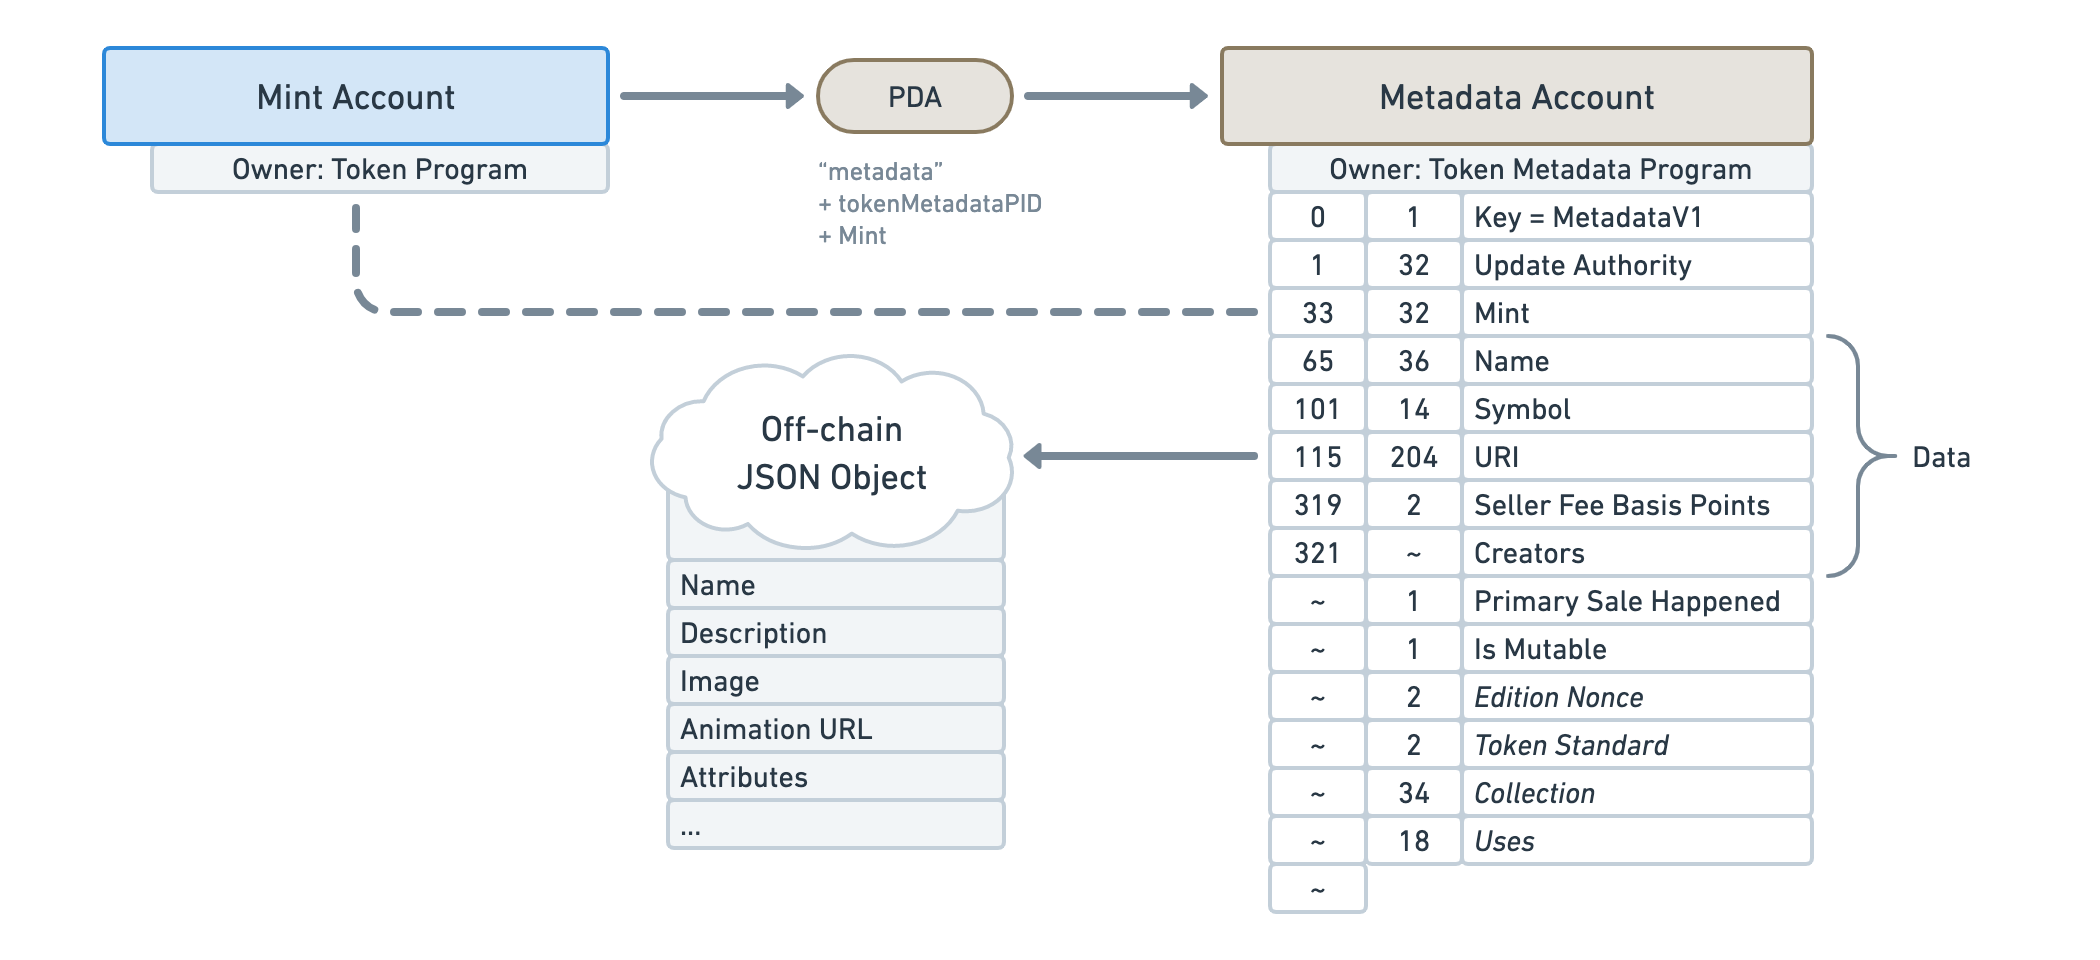 Mint Account
Owner: Token Program
PDA
“metadata”
+ tokenMetadataPID
+ Mint
Metadata Account
Owner: Token Metadata Program
0 1 Key = MetadataV1
1 32 Update Authority
33 32 Mint
65 36 Name
101 14 Symbol
115 204 URI
319 2 Seller Fee Basis Points
321 ~ Creators
~ 1 Primary Sale Happened
~ 1 Is Mutable
~ 2 Edition Nonce
~ 2 Token Standard
~ 34 Collection
~ 18 Uses
~
Data
Off-chain
JSON Object
Name
Description
Image
Animation URL
Attributes
...